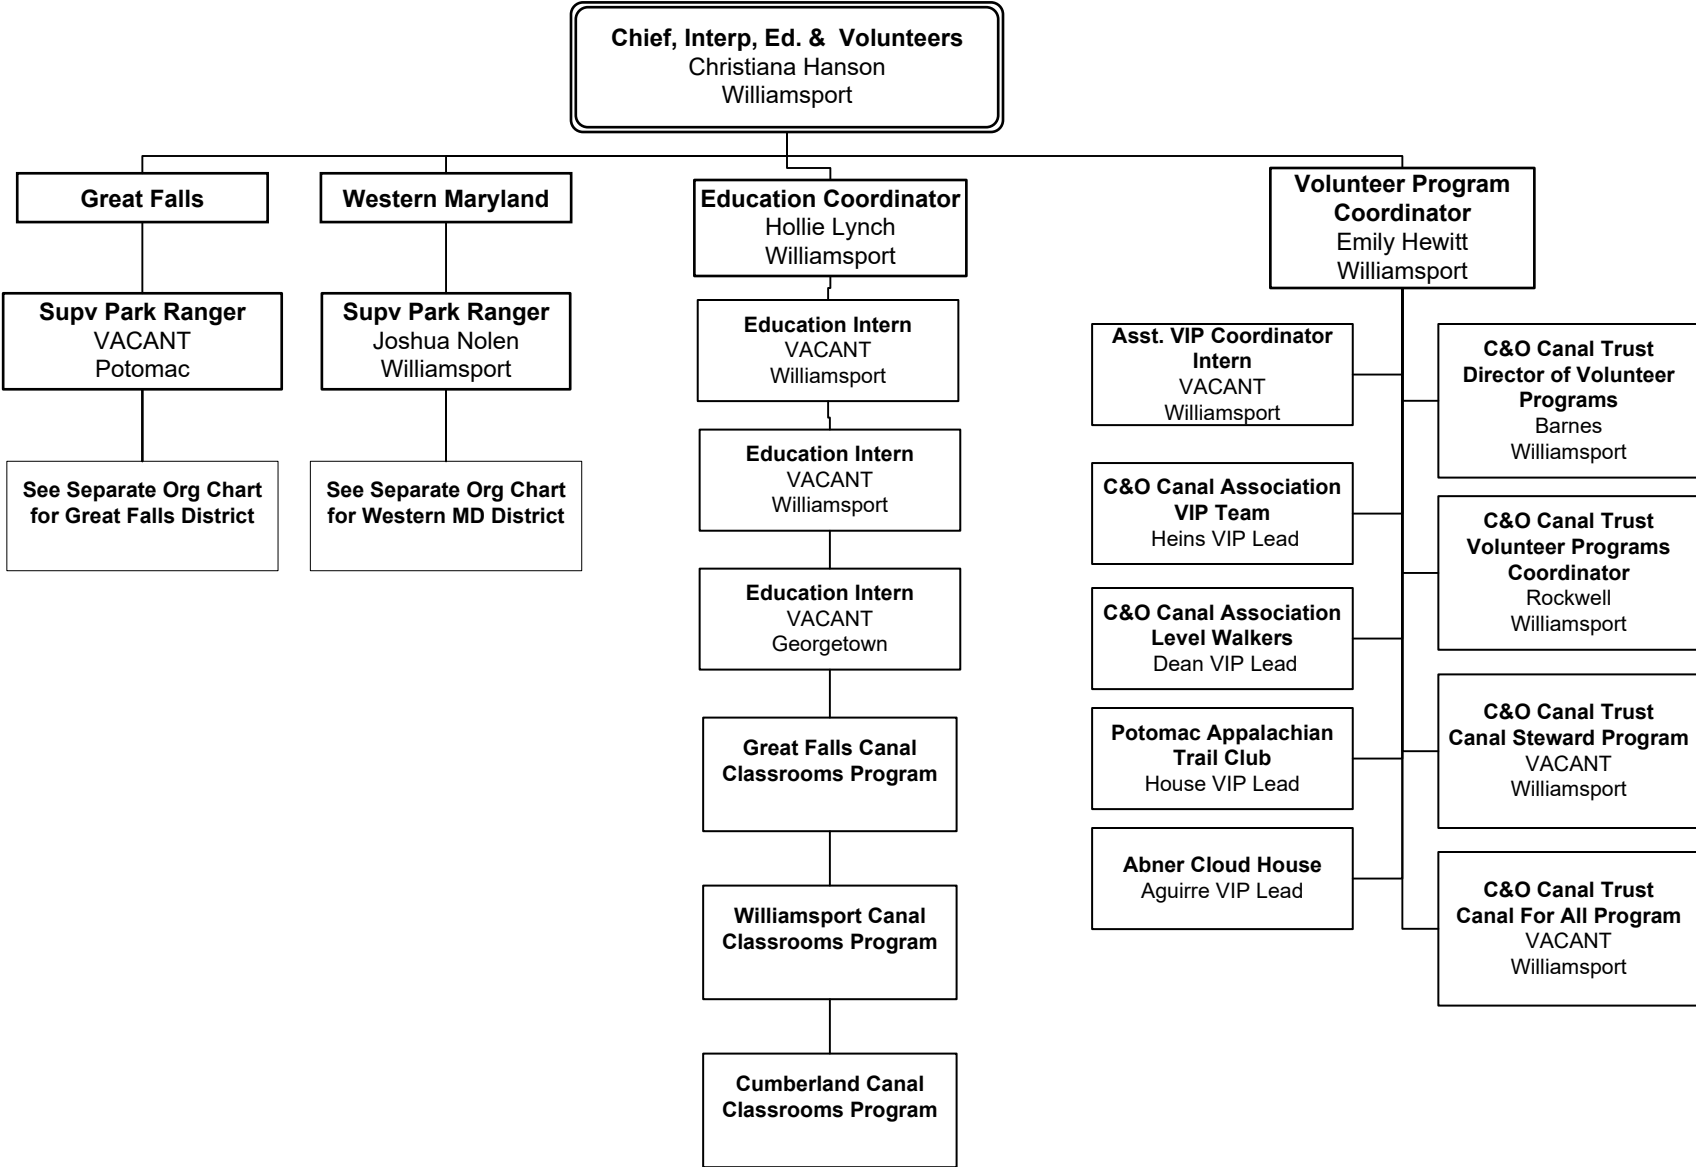 Chief, Interp, Ed. & Volunteers
Christiana Hanson
Williamsport
Great Falls
Supv Park Ranger
VACANT
Potomac
See Separate Org Chart
for Great Falls District
Western Maryland
Supv Park Ranger
Joshua Nolen
Williamsport
See Separate Org Chart
for Western MD District
Education Coordinator
Hollie Lynch
Williamsport
Education Intern
VACANT
Williamsport
Education Intern
VACANT
Williamsport
Education Intern
VACANT
Georgetown
Great Falls Canal
Classrooms Program
Williamsport Canal
Classrooms Program
Cumberland Canal
Classrooms Program
Volunteer Program
Coordinator
Emily Hewitt
Williamsport
Asst. VIP Coordinator
Intern
VACANT
Williamsport
C&O Canal Association
VIP Team
Heins VIP Lead
C&O Canal Association
Level Walkers
Dean VIP Lead
Potomac Appalachian
Trail Club
House VIP Lead
Abner Cloud House
Aguirre VIP Lead
C&O Canal Trust
Director of Volunteer
Programs
Barnes
Williamsport
C&O Canal Trust
Volunteer Programs
Coordinator
Rockwell
Williamsport
C&O Canal Trust
Canal Steward Program
VACANT
Williamsport
C&O Canal Trust
Canal For All Program
VACANT
Williamsport